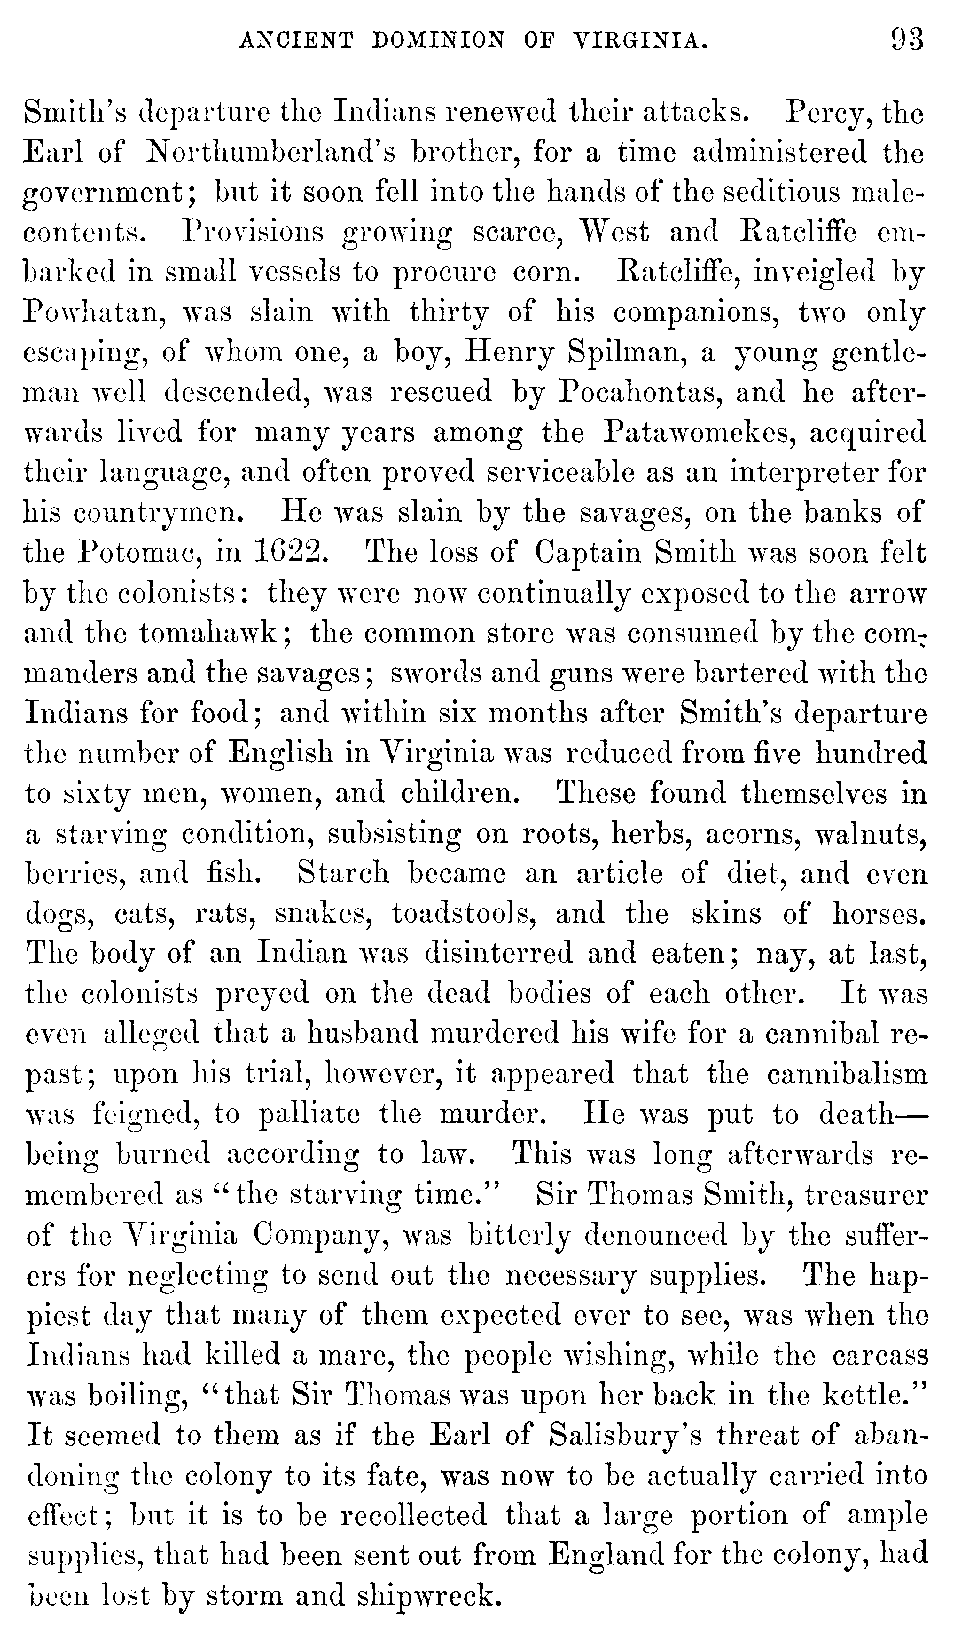 ANCIENT DOMINION OF VIRGINIA. 93
Smith's departure the Indians renewed their attacks. Percy, the
Earl of Northumberland's brother, for a time administered the
government; but it soon fell into the hands of the seditious male-
contents. Provisions growing scarce, West and Ratcliffe em-
barked in small vessels to procure corn. Ratcliffe, inveigled by
Powhatan, was slain with thirty of his companions, two only
escaping, of whom one, a boy, Henry Spilman, a young gentle-
man well descended, was rescued by Pocahontas, and he after-
wards lived for many years among the Patawomekes, acquired
their language, and often proved serviceable as an interpreter for
his countrymen. He was slain by the savages, on the banks of
the Potomac, in 1622. The loss of Captain Smith was soon felt
by the colonists: they were now continually exposed to the arrow
and the tomahawk; the common store was consumed by the com-
manders and the savages; swords and guns were bartered with the
Indians for food; and within six months after Smith's departure
the number of English in Virginia was reduced from five hundred
to sixty men, women, and children. These found themselves in
a starving condition, subsisting on roots, herbs, acorns, walnuts,
berries, and fish. Starch became an article of diet, and even
dogs, cats, rats, snakes, toadstools, and the skins of horses.
The body of an Indian was disinterred and eaten; nay, at last,
the colonists preyed on the dead bodies of each other. It was
even alleged that a husband murdered his wife for a cannibal re-
past; upon his trial, however, it appeared that the cannibalism
was feigned, to palliate the murder. He was put to death—
being burned according to law. This was long afterwards re-
membered as "the starving time." Sir Thomas Smith, treasurer
of the Virginia Company, was bitterly denounced by the suffer-
ers for neglecting to send out the necessary supplies. The hap-
piest day that many of them expected ever to see, was when the
Indians had killed a mare, the people wishing, while the carcass
was boiling, "that Sir Thomas was upon her back in the kettle."
It seemed to them as if the Earl of Salisbury's threat of aban-
doning the colony to its fate, was now to be actually carried into
effect; but it is to be recollected that a large portion of ample
supplies, that had been sent out from England for the colony, had
been lost by storm and shipwreck.